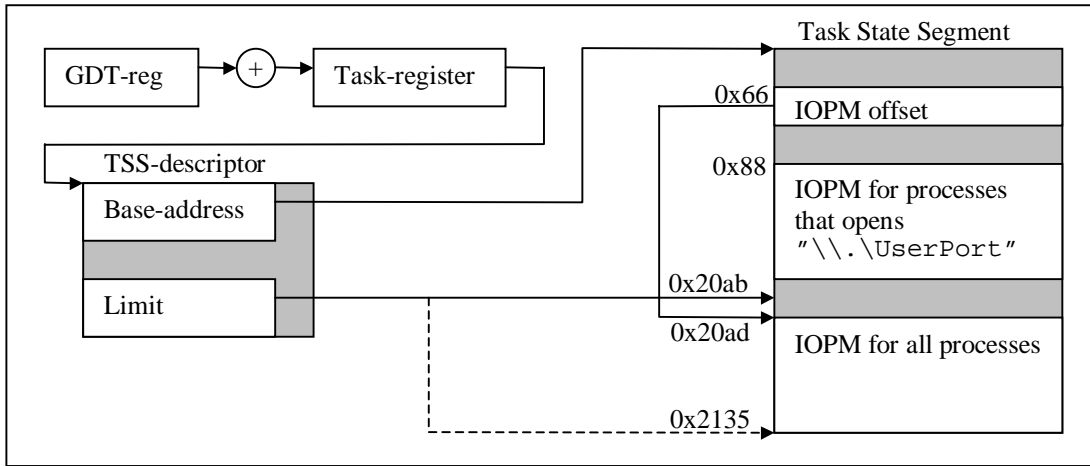 Task State Segment
GDT-reg
+
Task-register
0x66
IOPM offset
TSS-descriptor
0x88
Base-address
IOPM for processes
that opens
"\\.\UserPort"
Limit
0x20ab
0x20ad
IOPM for all processes
0x2135